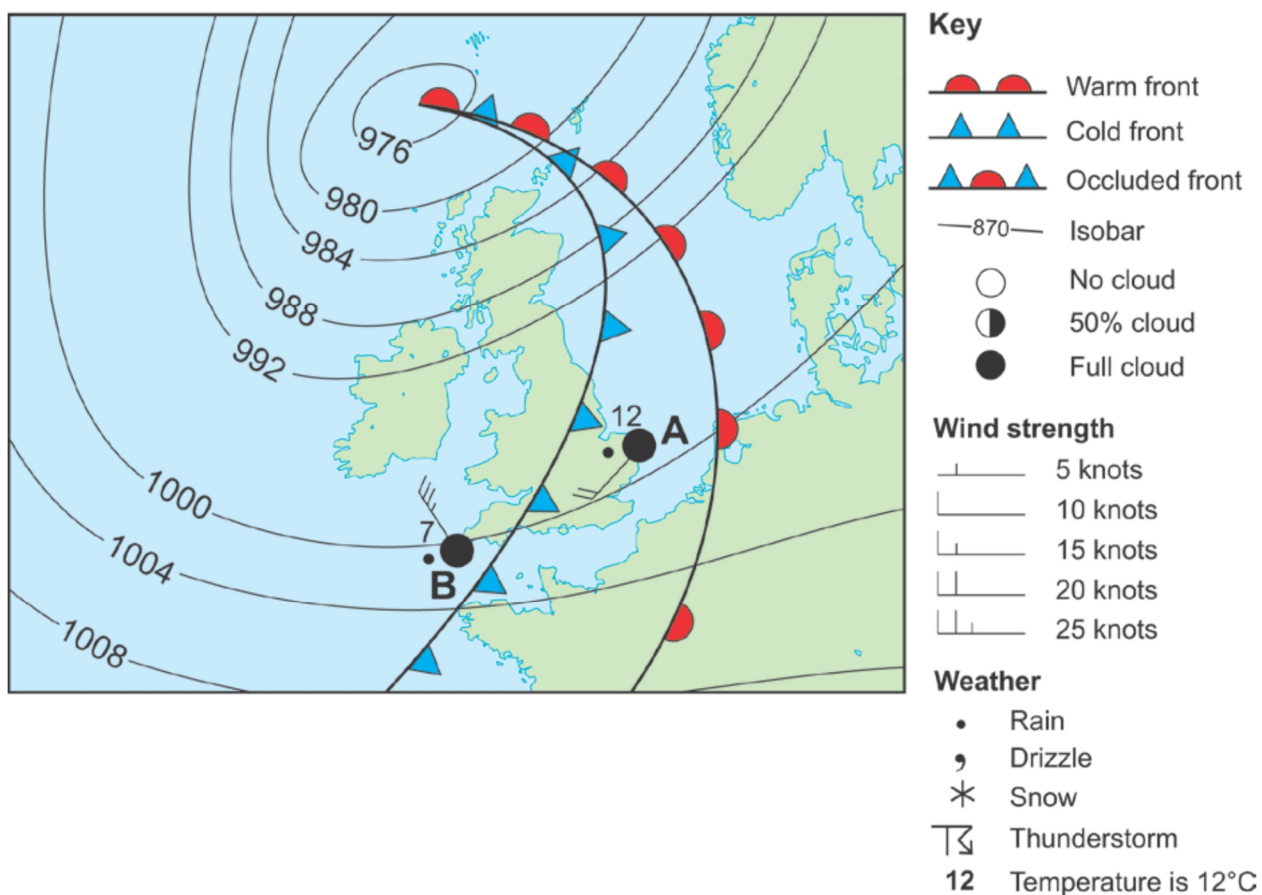 976
980
984
988
992
1000
1004
1008
12
A
7
B
Key
Warm front
Cold front
Occluded front
870
Isobar
No cloud
50% cloud
Full cloud
Wind strength
5 knots
10 knots
15 knots
20 knots
25 knots
Weather
Rain
Drizzle
Snow
Thunderstorm
12 Temperature is 12°C